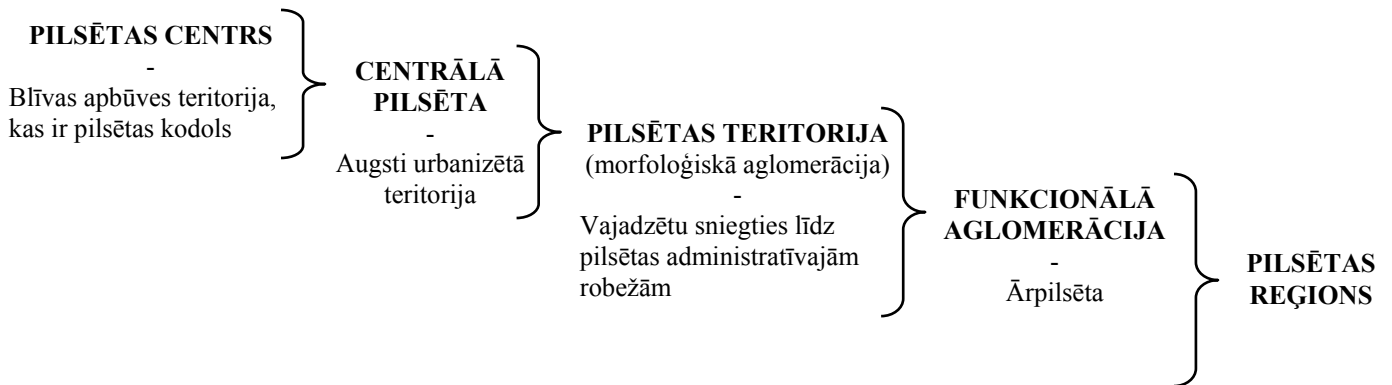 PILSĒTAS CENTRS
-
Blīvas apbūves teritorija,
kas ir pilsētas kodols
CENTRĀLĀ
PILSĒTA
-
Augsti urbanizētā
teritorija
PILSĒTAS TERITORIJA
(morfoloģiskā aglomerācija)
-
Vajadzētu sniegties līdz
pilsētas administratīvajām
robežām
FUNKCIONĀLĀ
AGLOMERĀCIJA
-
Ārpilsēta
PILSĒTAS
REĢIONS